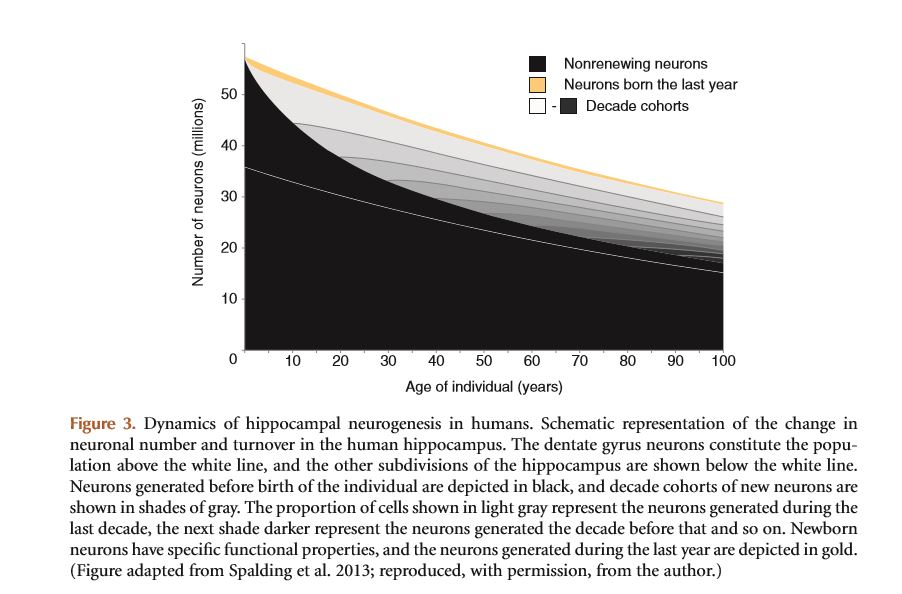 Nonrenewing neurons
Neurons born the last year
- Decade cohorts
Number of neurons (millions)
50
40
30
20
10
0
10 20 30 40 50 60 70 80 90 100
Age of individual (years)
Figure 3. Dynamics of hippocampal neurogenesis in humans. Schematic representation of the change in
neuronal number and turnover in the human hippocampus. The dentate gyrus neurons constitute the popu-
lation above the white line, and the other subdivisions of the hippocampus are shown below the white line.
Neurons generated before birth of the individual are depicted in black, and decade cohorts of new neurons are
shown in shades of gray. The proportion of cells shown in light gray represent the neurons generated during the
last decade, the next shade darker represent the neurons generated the decade before that and so on. Newborn
neurons have specific functional properties, and the neurons generated during the last year are depicted in gold.
(Figure adapted from Spalding et al. 2013; reproduced, with permission, from the author.)